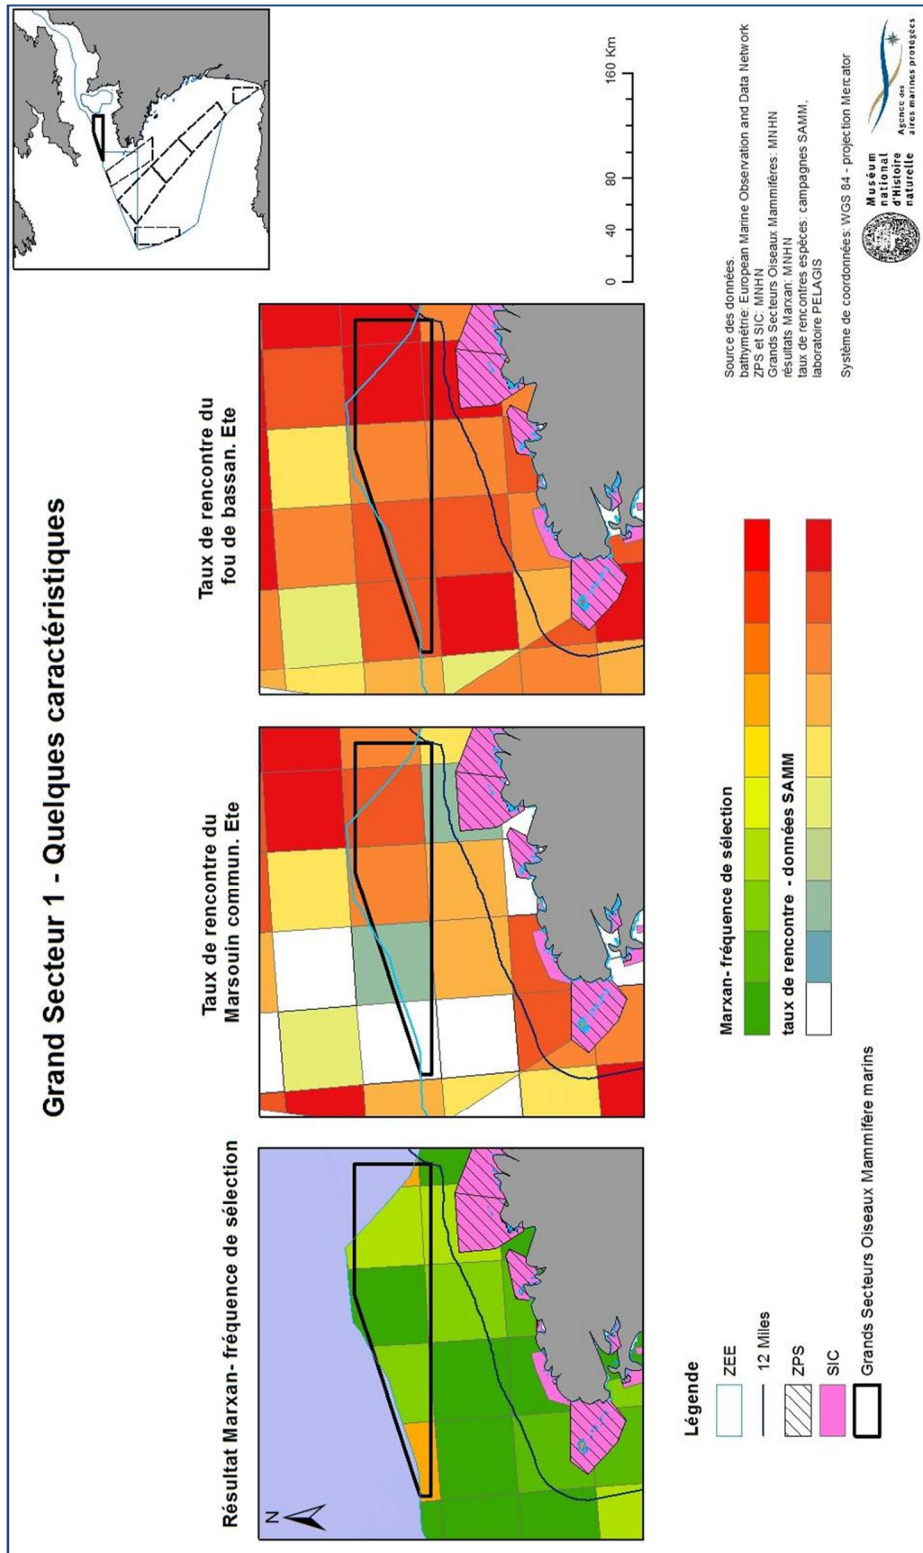 Grand Secteur 1 - Quelques caractéristiques
Résultat Marxan- fréquence de sélection
Taux de rencontre du
Marsouin commun. Ete
Taux de rencontre du
fou de bassan. Ete
N
Légende
ZEE
12 Miles
ZPS
SIC
Grands Secteurs Oiseaux Mammifère marins
Marxan- fréquence de sélection
taux de rencontre - données SAMM
0 40 80 160 Km
Source des données.
bathymétrie: European Marine Observation and Data Network
ZPS et SIC: MNHN
Grands Secteurs Oiseaux Mammifères: MNHN
résultats Marxan: MNHN
taux de rencontres espèces: campagnes SAMM,
laboratoire PELAGIS
Système de coordonnées: WGS 84 - projection Mercator
Muséum
national
d'Histoire
naturelle
Agence des
aires marines protégées